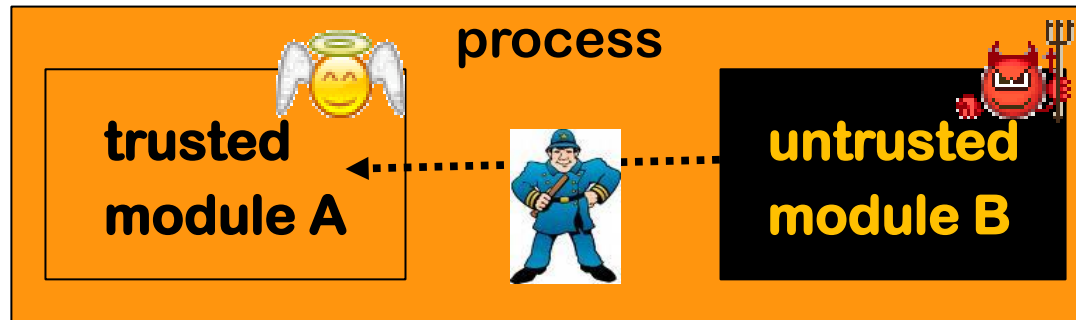 process
trusted
module A
untrusted
module B